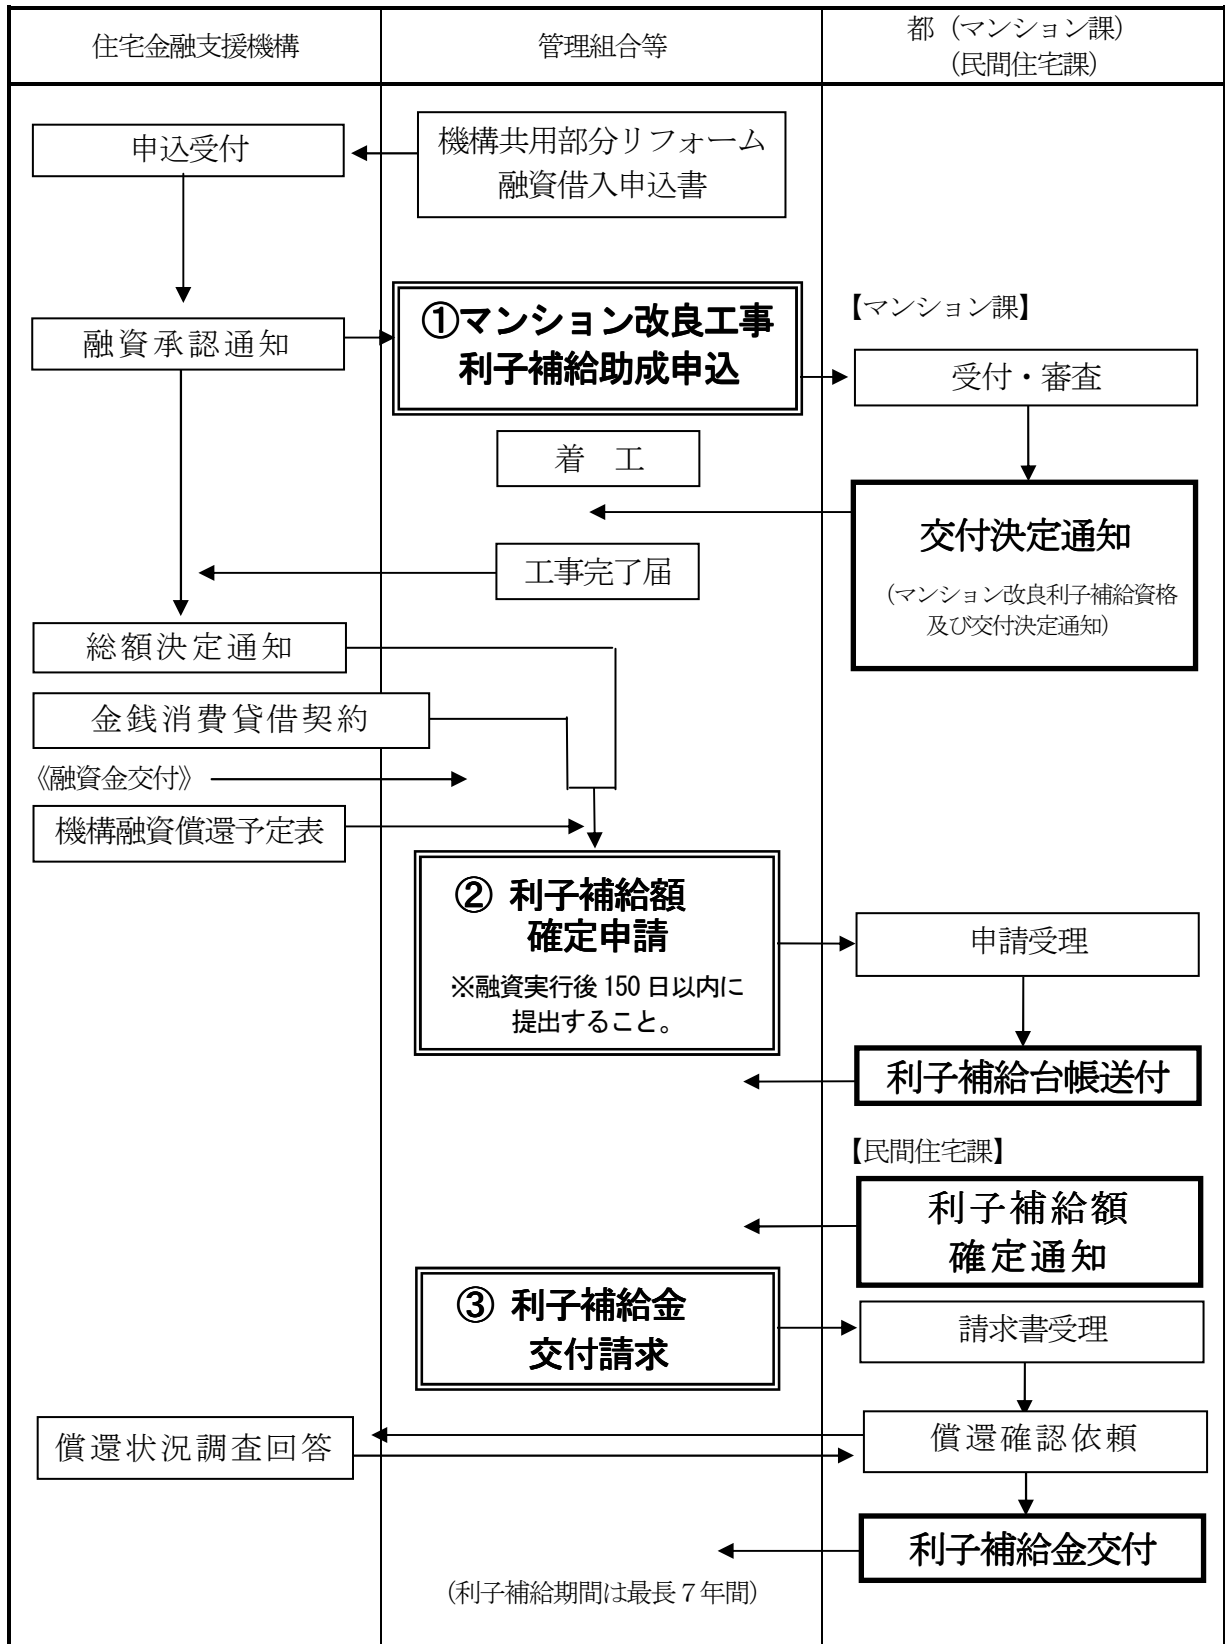 住宅金融支援機構
管理組合等
都（マンション課）
（民間住宅課）
申込受付
機構共用部分リフォーム
融資借入申込書
融資承認通知
①マンション改良工事
利子補給助成申込
【マンション課】
受付・審査
着　工
交付決定通知
（マンション改良利子補給資格
及び交付決定通知）
工事完了届
総額決定通知
金銭消費貸借契約
《融資金交付》
機構融資償還予定表
② 利子補給額
確定申請
※融資実行後 150 日以内に
提出すること。
申請受理
利子補給台帳送付
【民間住宅課】
利子補給額
確定通知
③ 利子補給金
交付請求
請求書受理
償還状況調査回答
償還確認依頼
利子補給金交付
（利子補給期間は最長７年間）